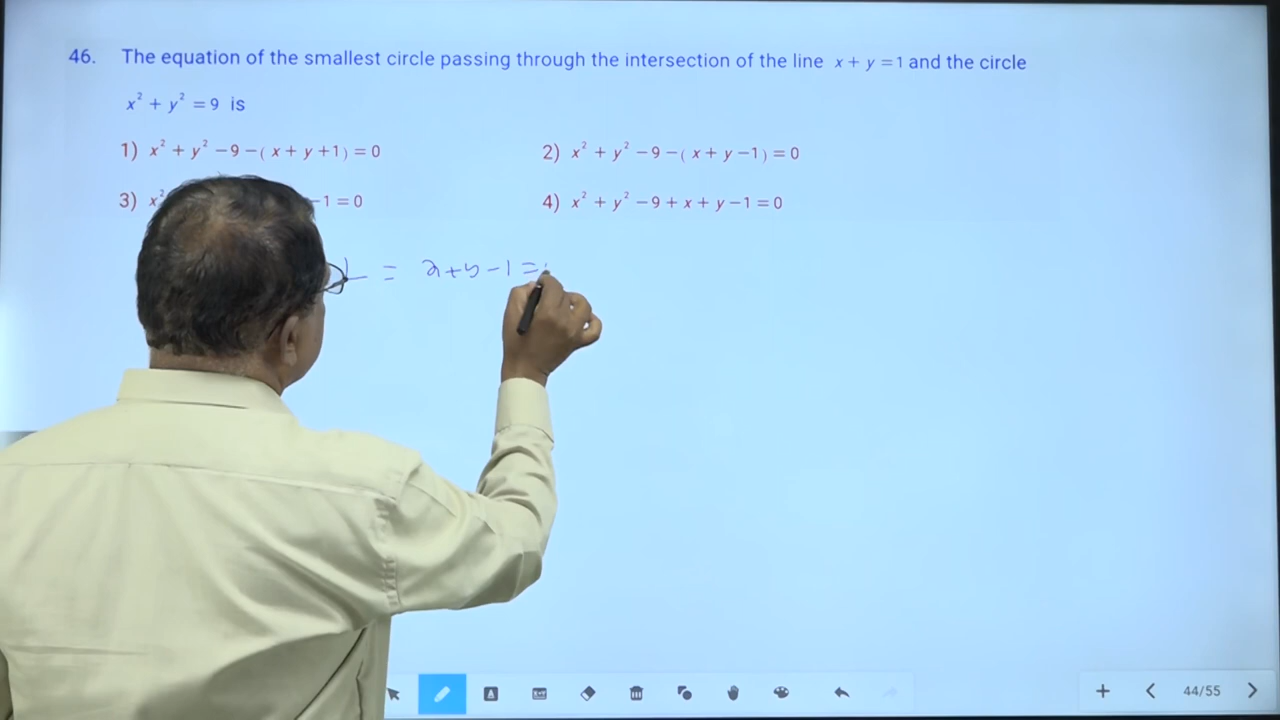 46. The equation of the smallest circle passing through the intersection of the line x + y = 1 and the circle
x² + y² = 9 is
1) x² + y² − 9 − ( x + y + 1 ) = 0
2) x² + y² − 9 − ( x + y − 1 ) = 0
3) x² −1 = 0
4) x² + y² − 9 + x + y − 1 = 0
L = x+y−1=
44/55